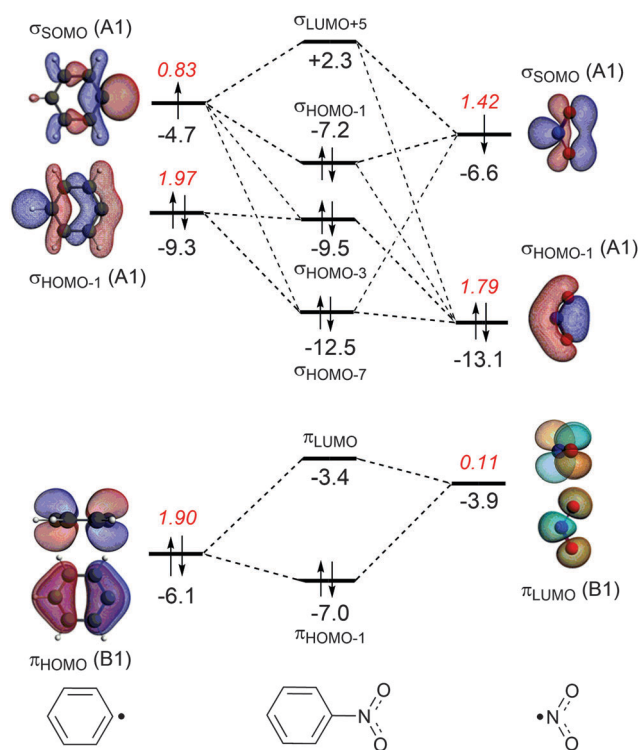 σSOMO (A1)
0.83
-4.7
1.97
-9.3
σHOMO-1 (A1)
σLUMO+5
+2.3
σHOMO-1
-7.2
-9.5
σHOMO-3
-12.5
σHOMO-7
σSOMO (A1)
1.42
-6.6
σHOMO-1 (A1)
1.79
-13.1
1.90
-6.1
πHOMO (B1)
πLUMO
-3.4
-7.0
πHOMO-1
0.11
-3.9
πLUMO (B1)
O
N
O
O
N
O